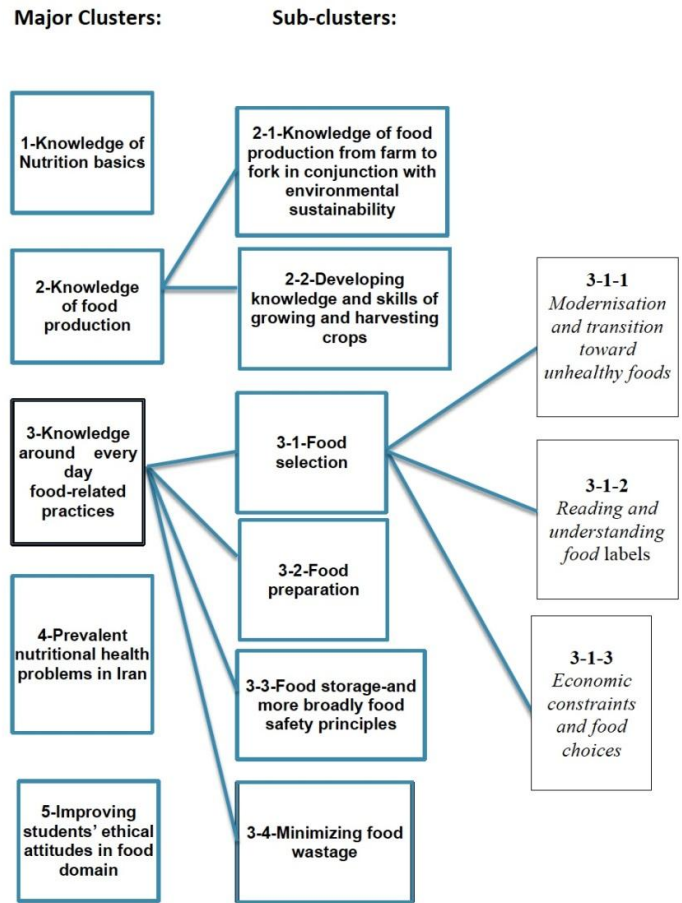 Major Clusters:
Sub-clusters:
1-Knowledge of
Nutrition basics
2-Knowledge
of food
production
3-Knowledge
around every
day
food-related
practices
4-Prevalent
nutritional health
problems in Iran
5-Improving
students' ethical
attitudes in food
domain
2-1-Knowledge of food
production from farm to
fork in conjunction with
environmental
sustainability
2-2-Developing
knowledge and skills of
growing and harvesting
crops
3-1-Food
selection
3-2-Food
preparation
3-3-Food storage-and
more broadly food
safety principles
3-4-Minimizing food
wastage
3-1-1
Modernisation
and transition
toward
unhealthy foods
3-1-2
Reading and
understanding
food labels
3-1-3
Economic
constraints
and food
choices